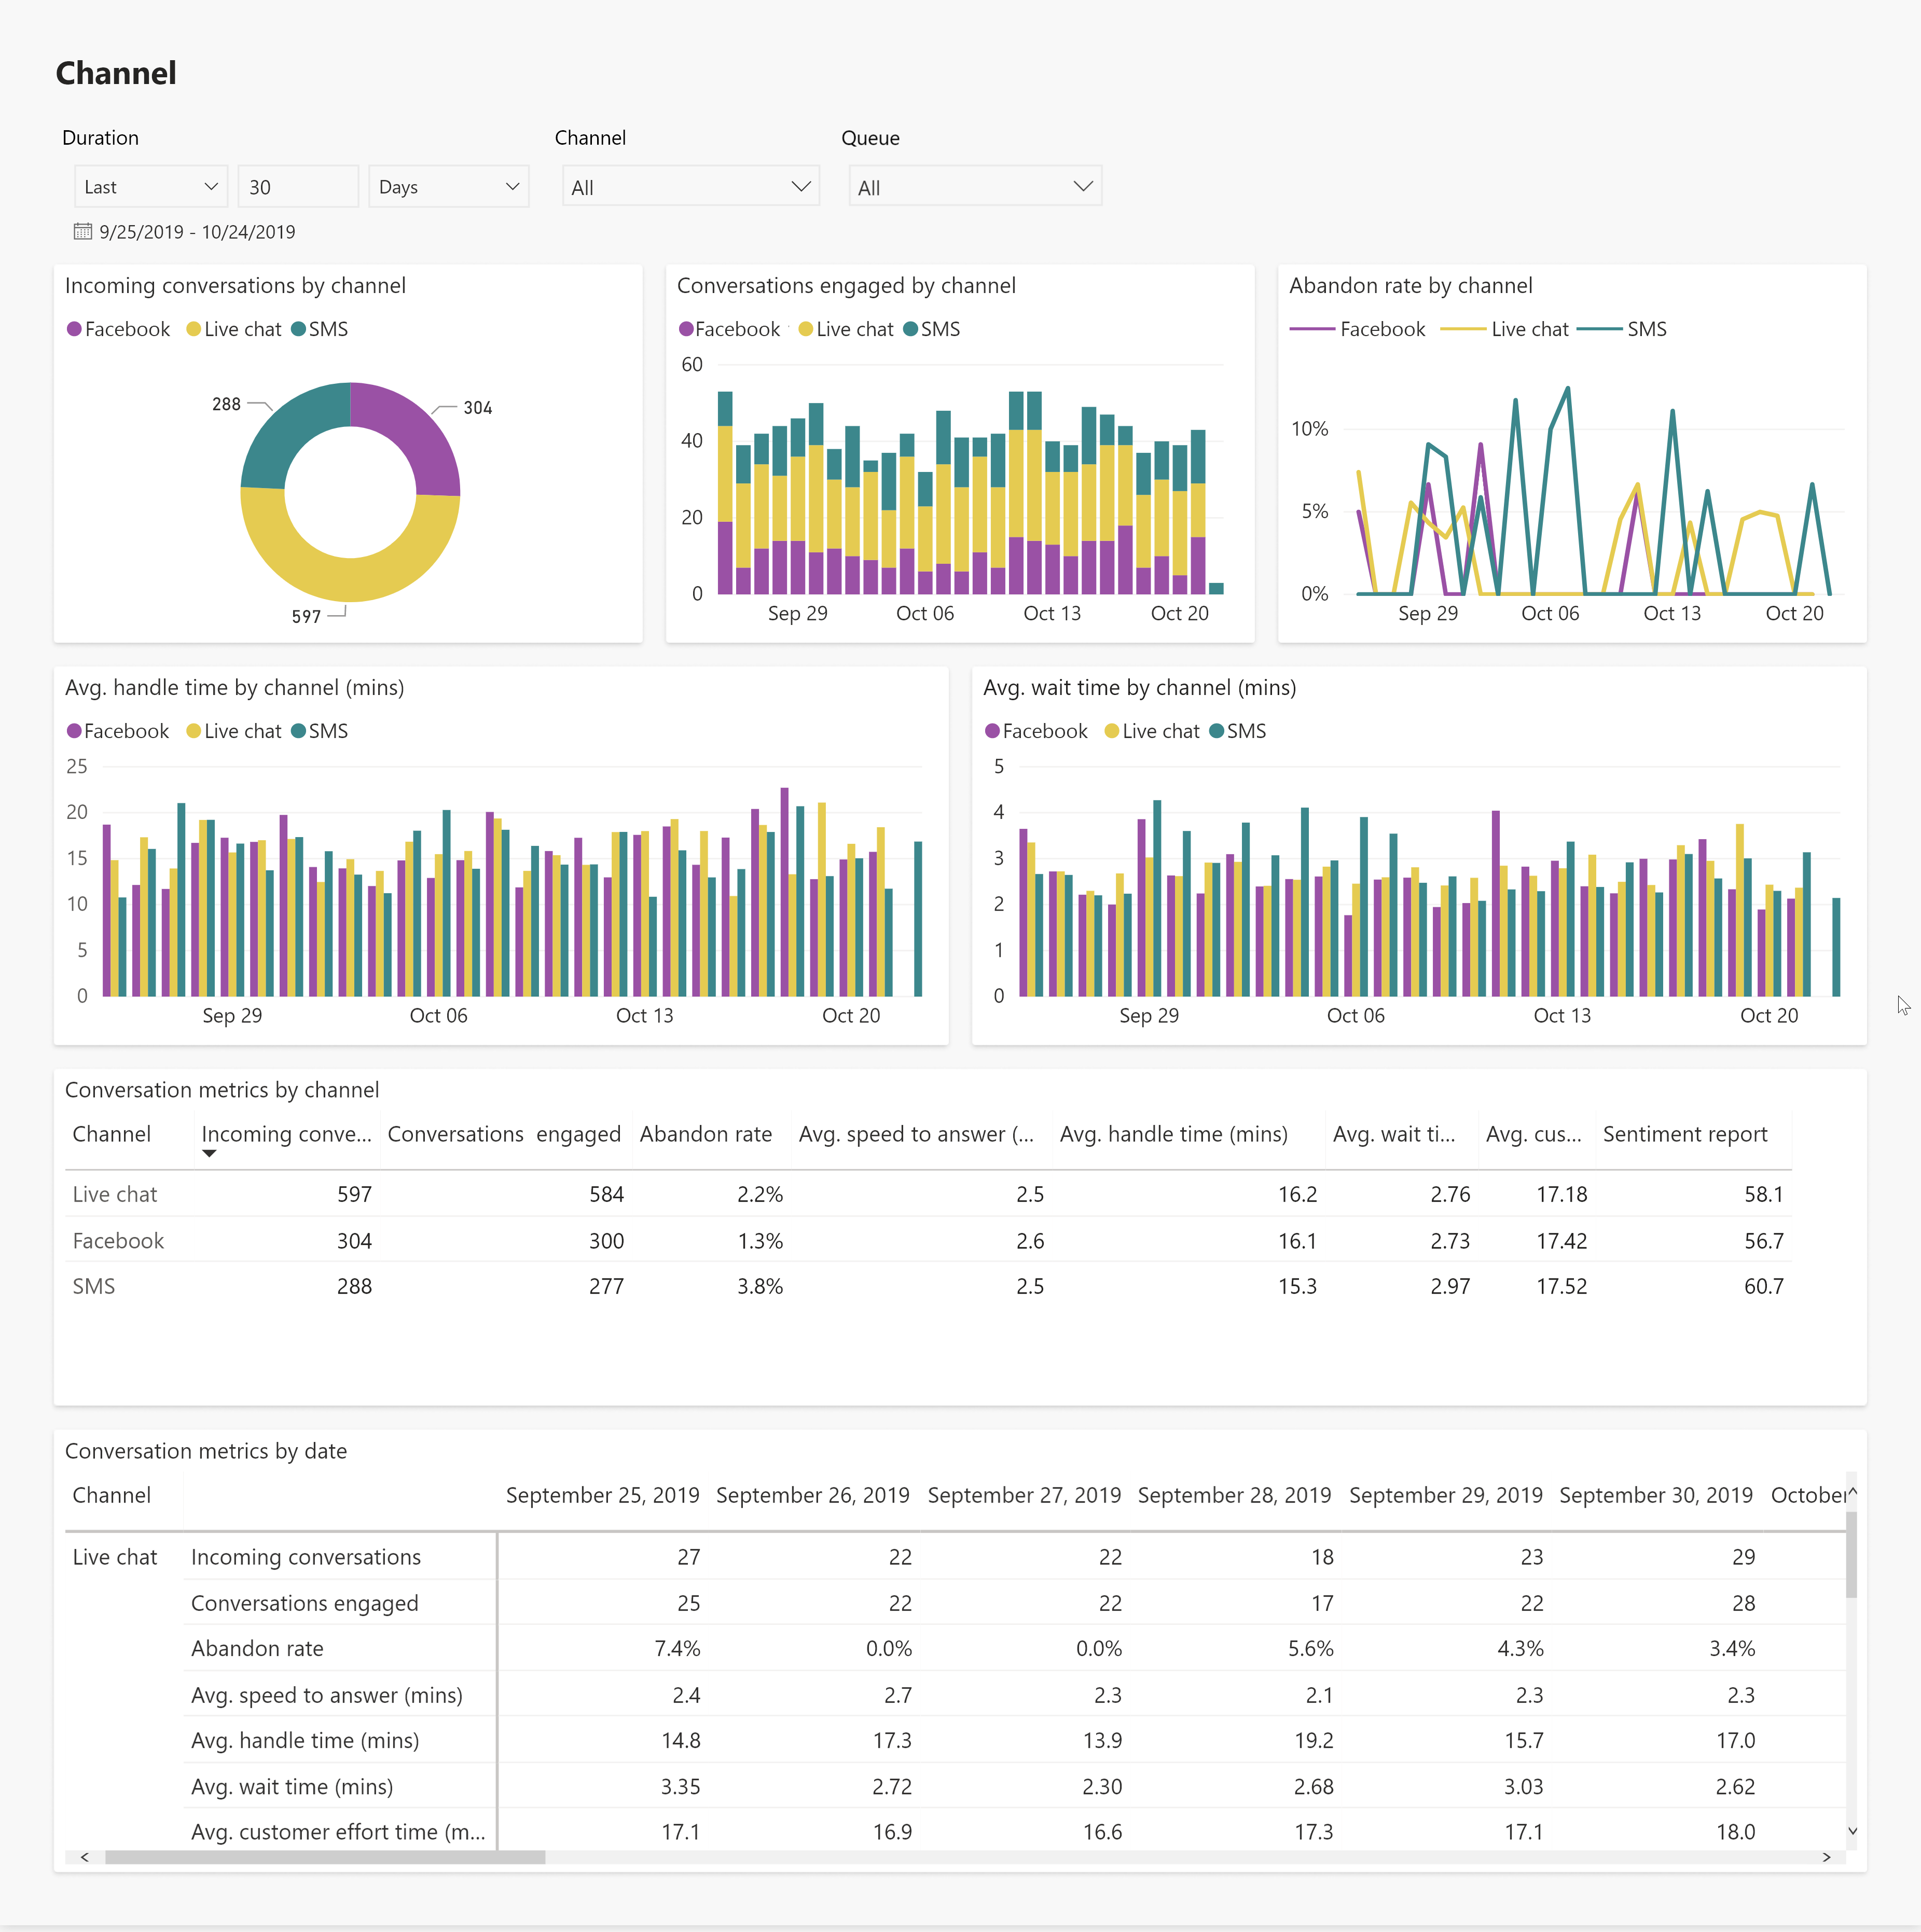 Channel
Duration Channel Queue
Last 30 Days All All
9/25/2019 - 10/24/2019
Incoming conversations by channel
Facebook Live chat SMS
288
304
597
Conversations engaged by channel
Facebook Live chat SMS
60
40
20
0
Sep 29 Oct 06 Oct 13 Oct 20
Abandon rate by channel
Facebook Live chat SMS
10%
5%
0%
Sep 29 Oct 06 Oct 13 Oct 20
Avg. handle time by channel (mins)
Facebook Live chat SMS
25
20
15
10
5
0
Sep 29 Oct 06 Oct 13 Oct 20
Avg. wait time by channel (mins)
Facebook Live chat SMS
5
4
3
2
1
0
Sep 29 Oct 06 Oct 13 Oct 20
Conversation metrics by channel
Channel Incoming conve... Conversations engaged Abandon rate Avg. speed to answer (... Avg. handle time (mins) Avg. wait ti... Avg. cus... Sentiment report
Live chat 597 584 2.2% 2.5 16.2 2.76 17.18 58.1
Facebook 304 300 1.3% 2.6 16.1 2.73 17.42 56.7
SMS 288 277 3.8% 2.5 15.3 2.97 17.52 60.7
Conversation metrics by date
Channel September 25, 2019 September 26, 2019 September 27, 2019 September 28, 2019 September 29, 2019 September 30, 2019 October
Live chat Incoming conversations 27 22 22 18 23 29
Conversations engaged 25 22 22 17 22 28
Abandon rate 7.4% 0.0% 0.0% 5.6% 4.3% 3.4%
Avg. speed to answer (mins) 2.4 2.7 2.3 2.1 2.3 2.3
Avg. handle time (mins) 14.8 17.3 13.9 19.2 15.7 17.0
Avg. wait time (mins) 3.35 2.72 2.30 2.68 3.03 2.62
Avg. customer effort time (m... 17.1 16.9 16.6 17.3 17.1 18.0